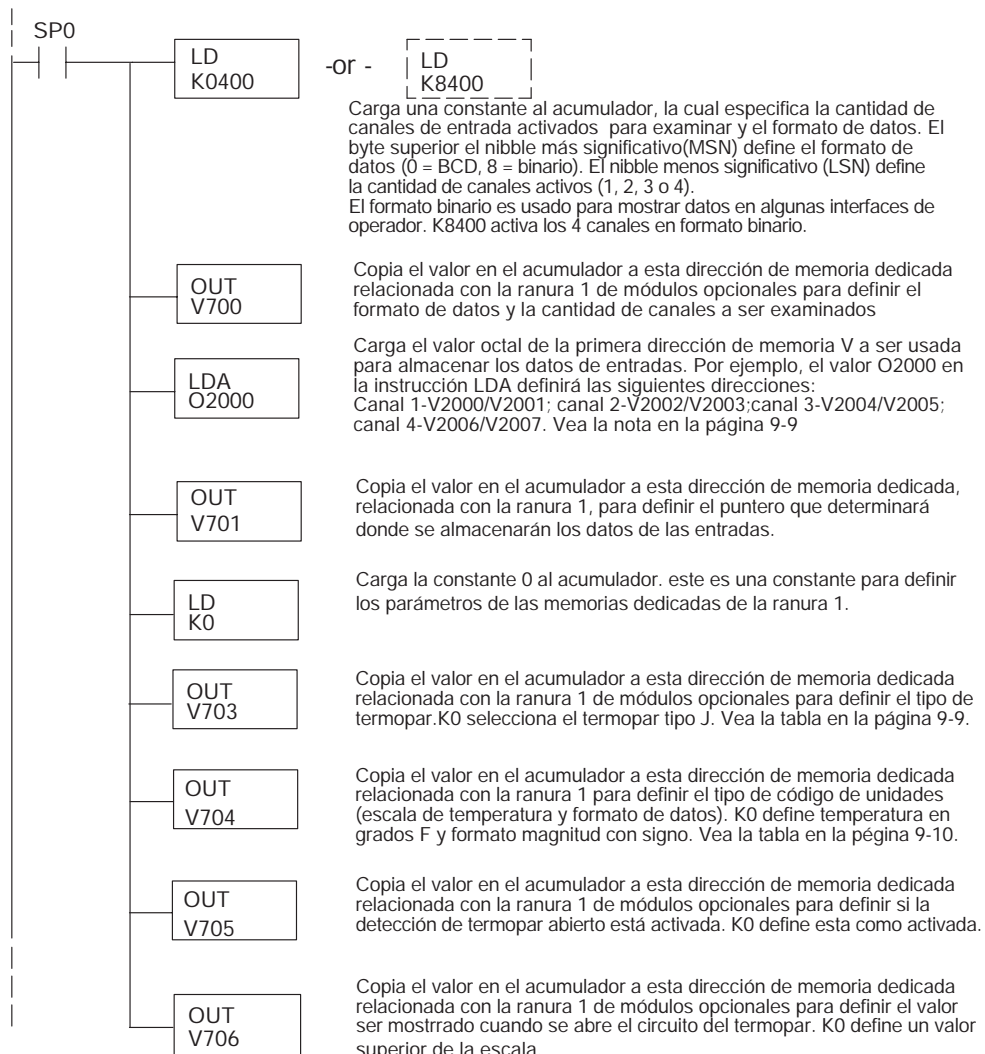 SP0
LD
K0400
-or -
LD
K8400
Carga una constante al acumulador, la cual especifica la cantidad de
canales de entrada activados para examinar y el formato de datos. El
byte superior el nibble más significativo(MSN) define el formato de
datos (0 = BCD, 8 = binario). El nibble menos significativo (LSN) define
la cantidad de canales activos (1, 2, 3 o 4).
El formato binario es usado para mostrar datos en algunas interfaces de
operador. K8400 activa los 4 canales en formato binario.
OUT
V700
Copia el valor en el acumulador a esta dirección de memoria dedicada
relacionada con la ranura 1 de módulos opcionales para definir el
formato de datos y la cantidad de canales a ser examinados
LDA
O2000
Carga el valor octal de la primera dirección de memoria V a ser usada
para almacenar los datos de entradas. Por ejemplo, el valor O2000 en
la instrucción LDA definirá las siguientes direcciones:
Canal 1-V2000/V2001; canal 2-V2002/V2003;canal 3-V2004/V2005;
canal 4-V2006/V2007. Vea la nota en la página 9-9
OUT
V701
Copia el valor en el acumulador a esta dirección de memoria dedicada,
relacionada con la ranura 1, para definir el puntero que determinará
donde se almacenarán los datos de las entradas.
LD
K0
Carga la constante 0 al acumulador. este es una constante para definir
los parámetros de las memorias dedicadas de la ranura 1.
OUT
V703
Copia el valor en el acumulador a esta dirección de memoria dedicada
relacionada con la ranura 1 de módulos opcionales para definir el tipo de
termopar.K0 selecciona el termopar tipo J. Vea la tabla en la página 9-9.
OUT
V704
Copia el valor en el acumulador a esta dirección de memoria dedicada
relacionada con la ranura 1 para definir el tipo de código de unidades
(escala de temperatura y formato de datos). K0 define temperatura en
grados F y formato magnitud con signo. Vea la tabla en la pégina 9-10.
OUT
V705
Copia el valor en el acumulador a esta dirección de memoria dedicada
relacionada con la ranura 1 de módulos opcionales para definir si la
detección de termopar abierto está activada. K0 define esta como activada.
OUT
V706
Copia el valor en el acumulador a esta dirección de memoria dedicada
relacionada con la ranura 1 de módulos opcionales para definir el valor
ser mostrrado cuando se abre el circuito del termopar. K0 define un valor
superior de la escala